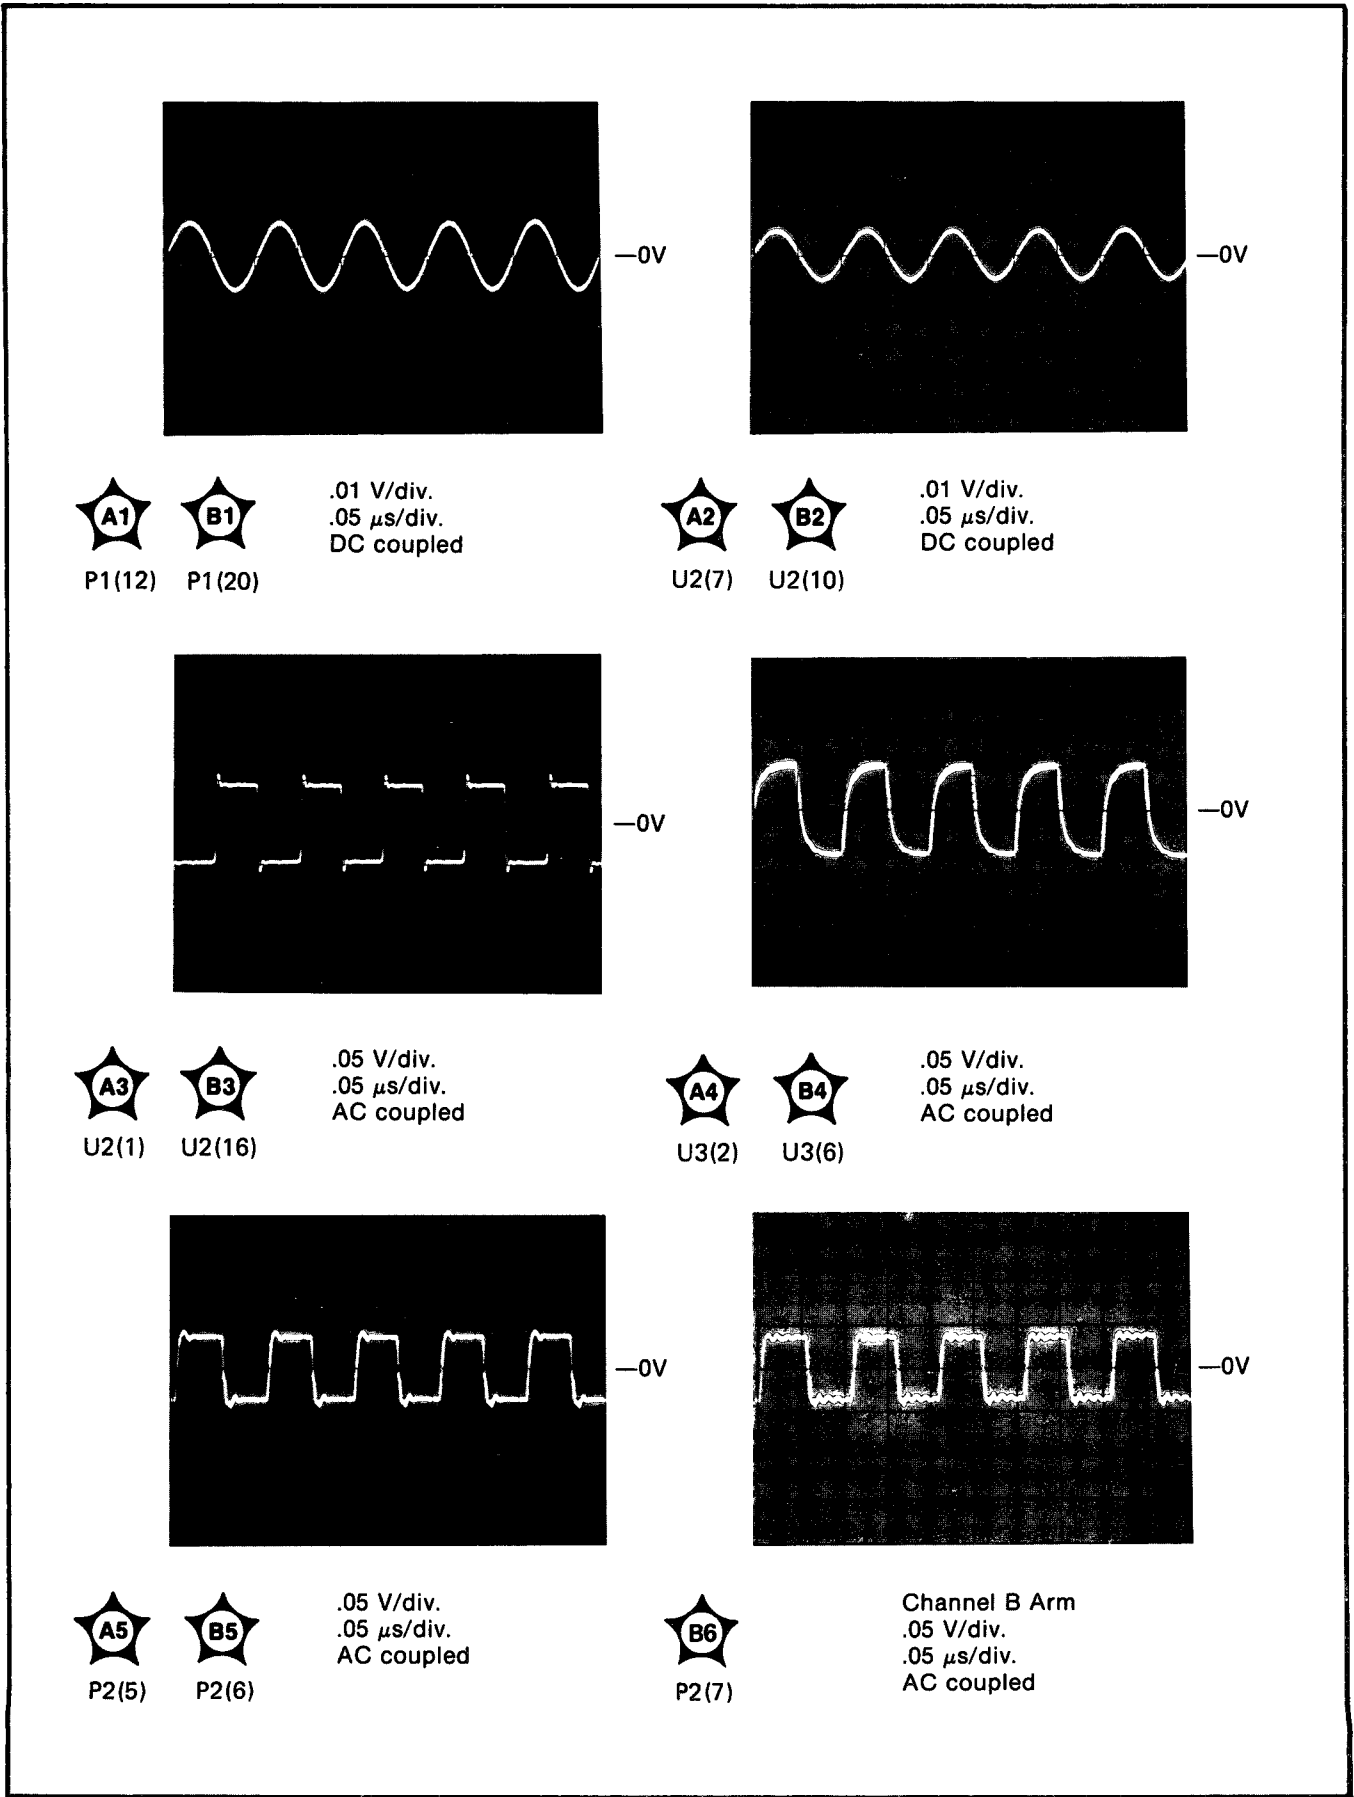 —0V
—0V
A1 B1
P1(12) P1(20)
.01 V/div.
.05 μs/div.
DC coupled
A2 B2
U2(7) U2(10)
.01 V/div.
.05 μs/div.
DC coupled
—0V
—0V
A3 B3
U2(1) U2(16)
.05 V/div.
.05 μs/div.
AC coupled
A4 B4
U3(2) U3(6)
.05 V/div.
.05 μs/div.
AC coupled
—0V
—0V
A5 B5
P2(5) P2(6)
.05 V/div.
.05 μs/div.
AC coupled
B6
P2(7)
Channel B Arm
.05 V/div.
.05 μs/div.
AC coupled